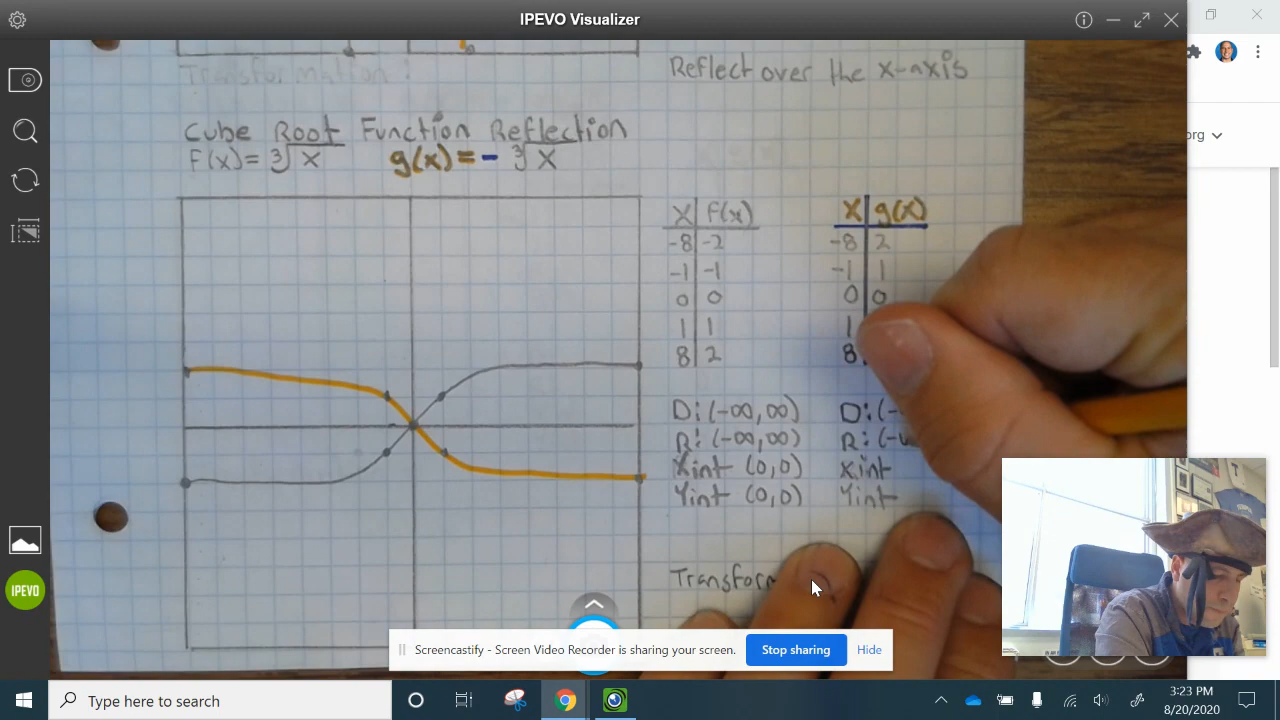 IPEVO Visualizer
Transformation:
Reflect over the x-axis
Cube Root Function Reflection
F(x)= ∛x g(x)= - ∛x
org
X f(x)
-8 -2
-1 -1
0 0
1 1
8 2
X g(x)
-8 2
-1 1
0 0
1
8
D: (-∞,∞)
R: (-∞,∞)
Xint (0,0)
Yint (0,0)
D: (-
R: (-
Xint
Yint
Transform
IPEVO
Screencastify - Screen Video Recorder is sharing your screen.
Stop sharing
Hide
Type here to search
3:23 PM
8/20/2020